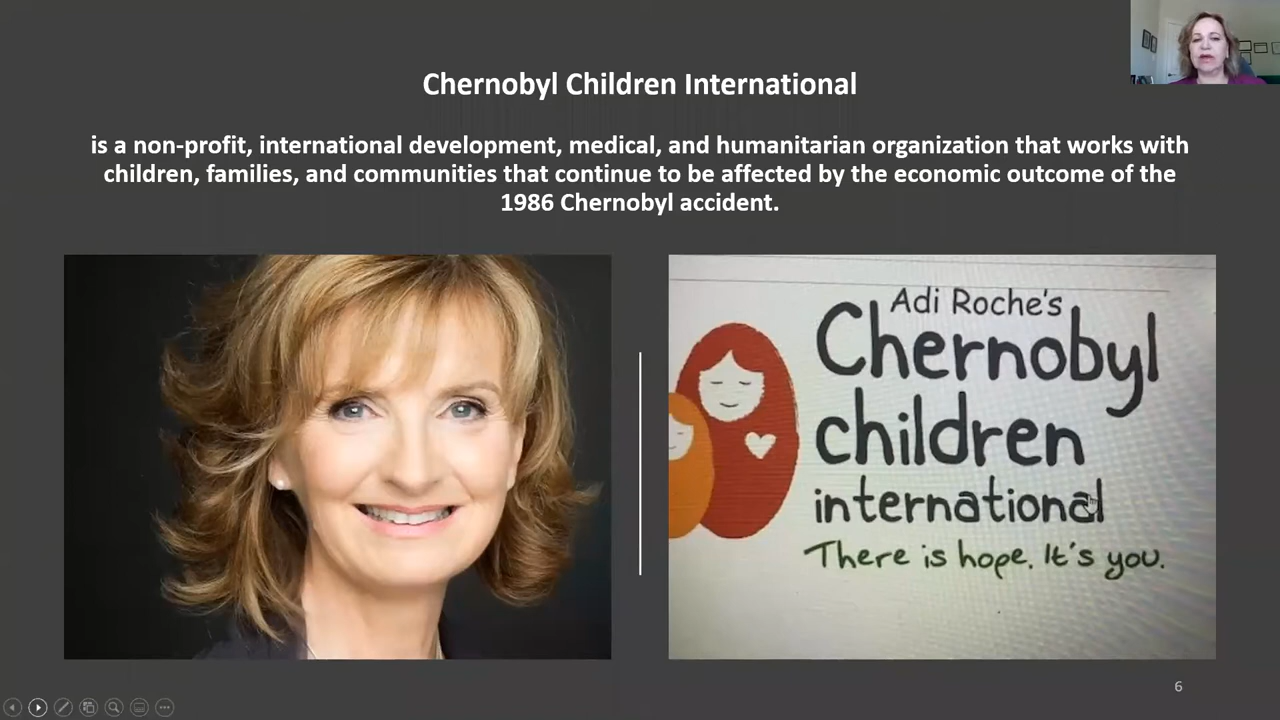 Chernobyl Children International
is a non-profit, international development, medical, and humanitarian organization that works with
children, families, and communities that continue to be affected by the economic outcome of the
1986 Chernobyl accident.
Adi Roche's
Chernobyl
children
international
There is hope. It's you.
6